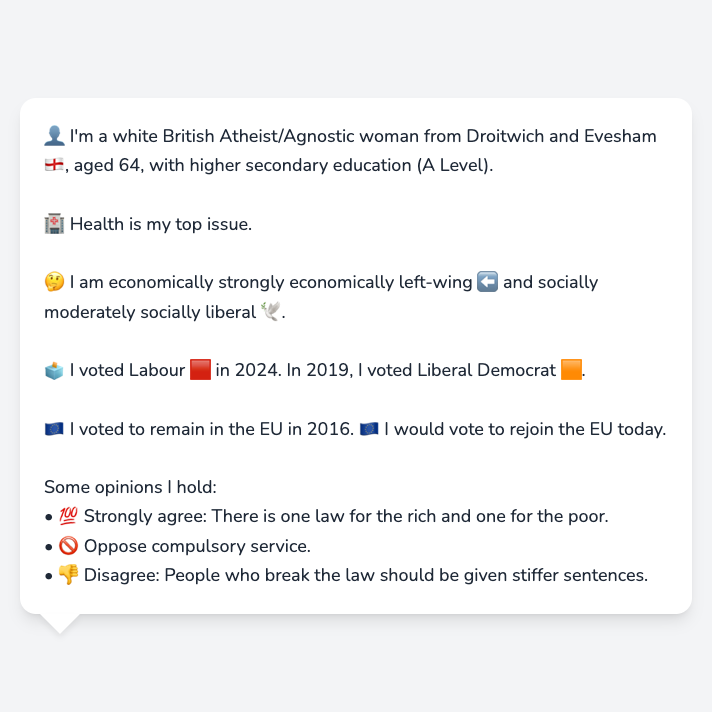 👤 I'm a white British Atheist/Agnostic woman from Droitwich and Evesham
🏴󠁧󠁢󠁥󠁮󠁧󠁿, aged 64, with higher secondary education (A Level).
🏥 Health is my top issue.
🤔 I am economically strongly economically left-wing ⬅️ and socially
moderately socially liberal 🕊️.
🗳️ I voted Labour 🟥 in 2024. In 2019, I voted Liberal Democrat 🟧.
🇪🇺 I voted to remain in the EU in 2016. 🇪🇺 I would vote to rejoin the EU today.
Some opinions I hold:
• 💯 Strongly agree: There is one law for the rich and one for the poor.
• 🚫 Oppose compulsory service.
• 👎 Disagree: People who break the law should be given stiffer sentences.